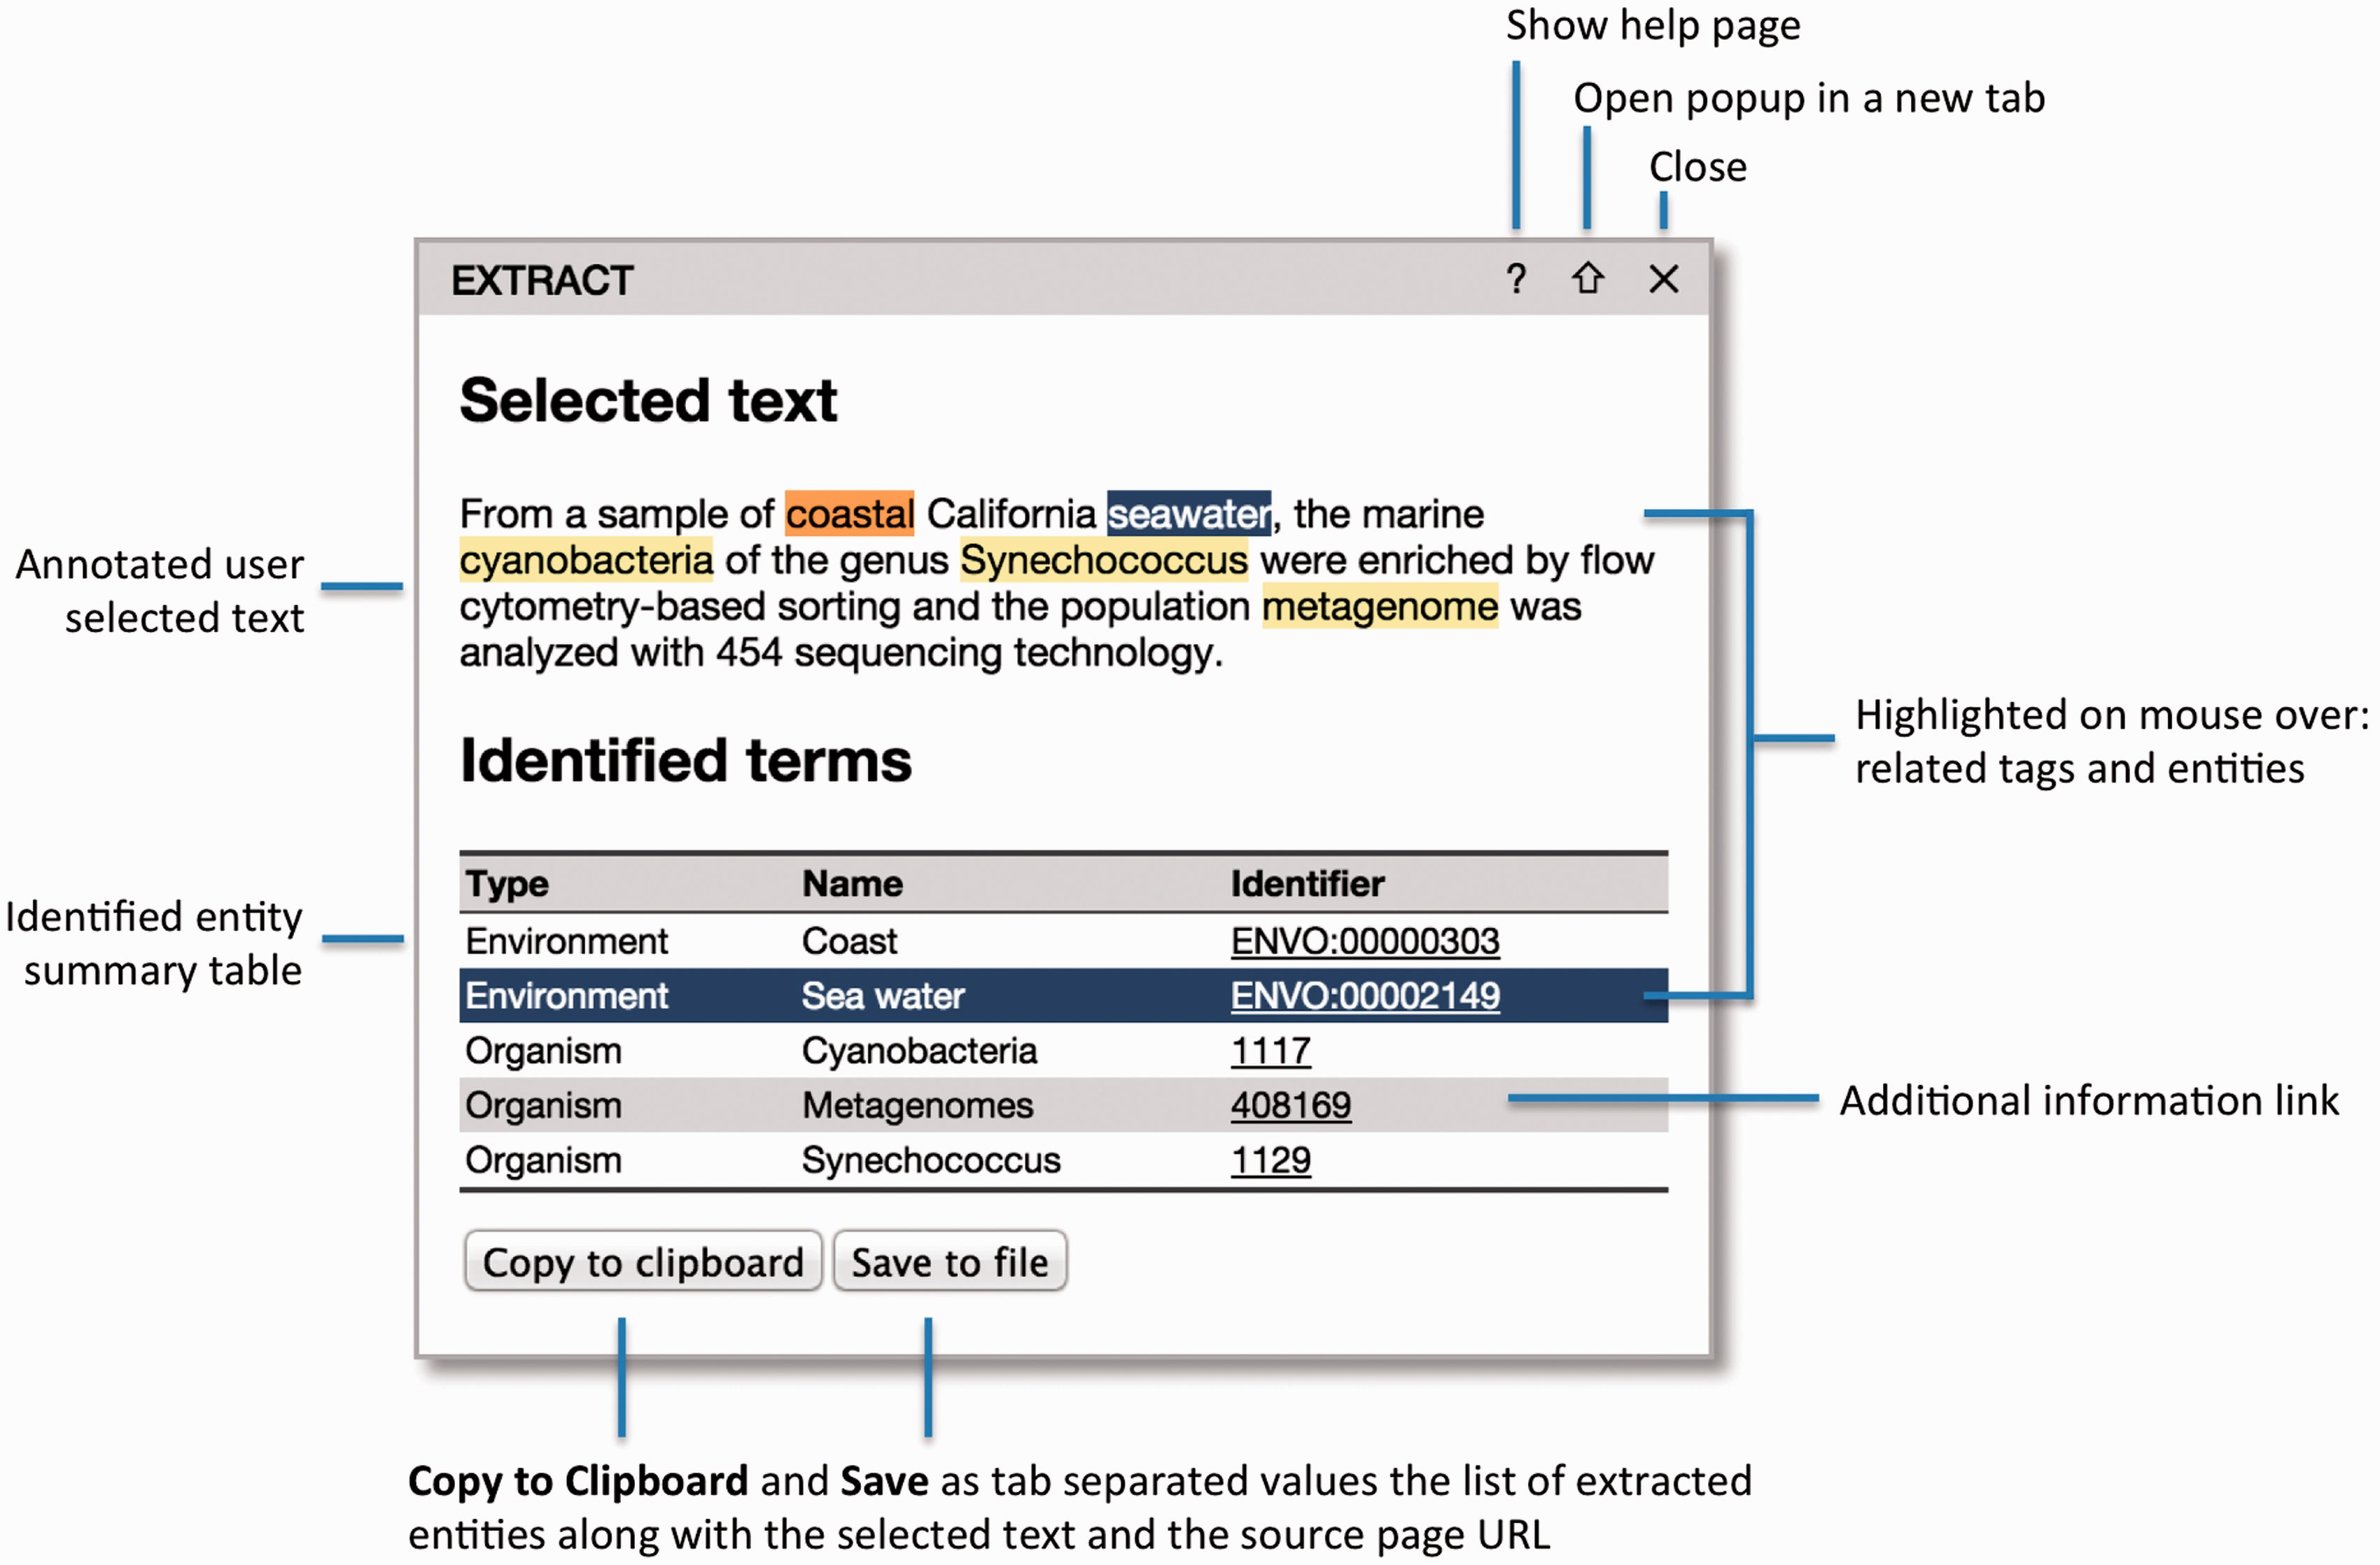 Show help page
Open popup in a new tab
Close
EXTRACT ? ⇧ ×
Selected text
From a sample of coastal California seawater, the marine
cyanobacteria of the genus Synechococcus were enriched by flow
cytometry-based sorting and the population metagenome was
analyzed with 454 sequencing technology.
Annotated user
selected text
Highlighted on mouse over:
related tags and entities
Identified terms
Identified entity
summary table
Type Name Identifier
Environment Coast ENVO:00000303
Environment Sea water ENVO:00002149
Organism Cyanobacteria 1117
Organism Metagenomes 408169
Organism Synechococcus 1129
Additional information link
Copy to clipboard Save to file
Copy to Clipboard and Save as tab separated values the list of extracted
entities along with the selected text and the source page URL